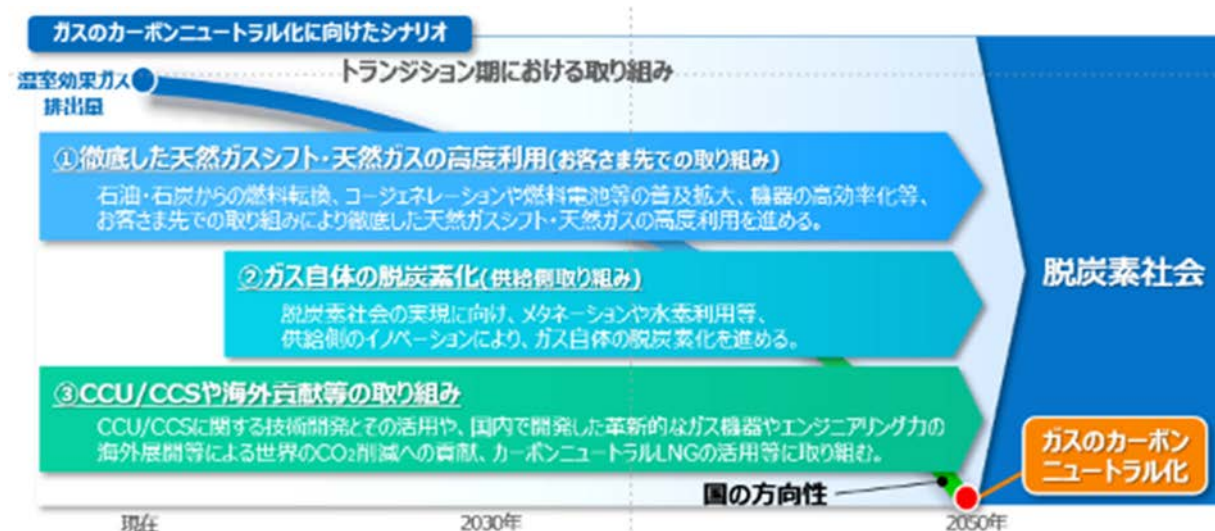 ガスのカーボンニュートラル化に向けたシナリオ
トランジション期における取り組み
温室効果ガス
排出量
①徹底した天然ガスシフト・天然ガスの高度利用(お客さま先での取り組み)
石油・石炭からの燃料転換、コージェネレーションや燃料電池等の普及拡大、機器の高効率化等、
お客さま先での取り組みにより徹底した天然ガスシフト・天然ガスの高度利用を進める。
②ガス自体の脱炭素化(供給側取り組み)
脱炭素社会の実現に向け、メタネーションや水素利用等、
供給側のイノベーションにより、ガス自体の脱炭素化を進める。
脱炭素社会
③CCU/CCSや海外貢献等の取り組み
CCU/CCSに関する技術開発とその活用や、国内で開発した革新的なガス機器やエンジニアリング力の
海外展開等による世界のCO₂削減への貢献、カーボンニュートラルLNGの活用等に取り組む。
ガスのカーボン
ニュートラル化
国の方向性
現在
2030年
2050年